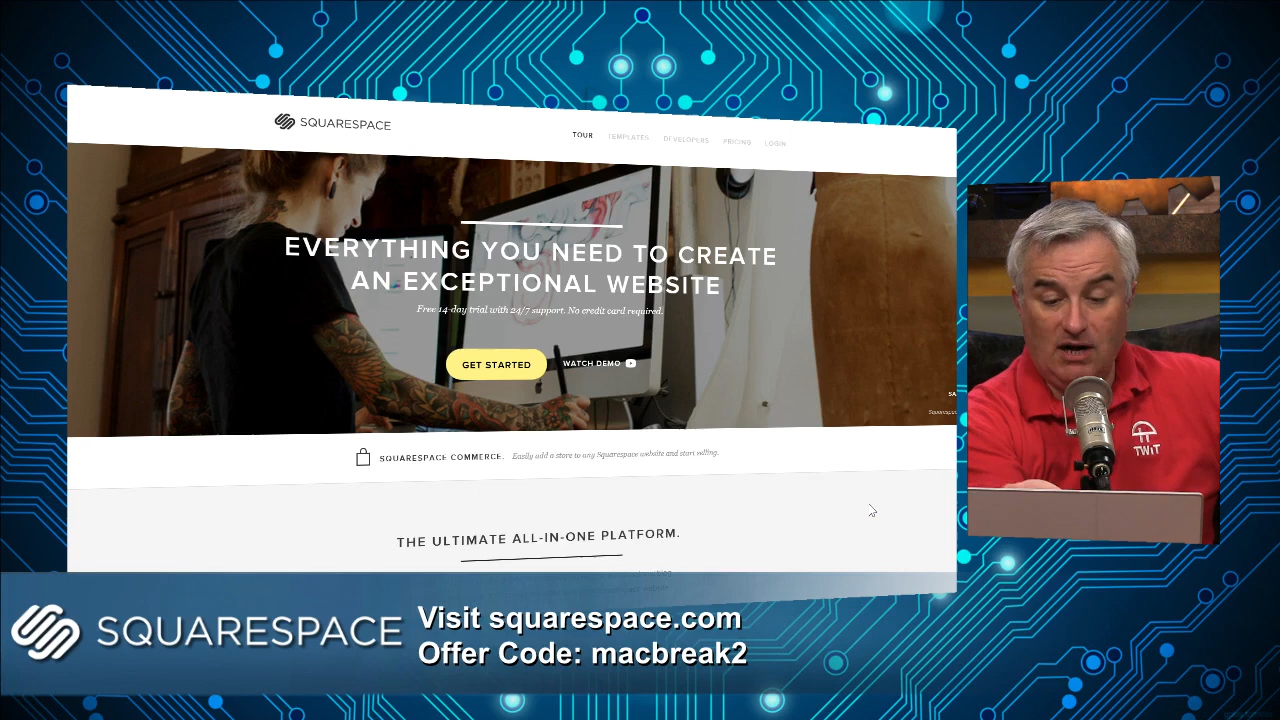 SQUARESPACE
TOUR TEMPLATES DEVELOPERS PRICING LOGIN
EVERYTHING YOU NEED TO CREATE
AN EXCEPTIONAL WEBSITE
Free 14-day trial with 24/7 support. No credit card required.
GET STARTED WATCH DEMO
SQUARESPACE COMMERCE. Easily add a store to any Squarespace website and start selling.
THE ULTIMATE ALL-IN-ONE PLATFORM.
TWiT
SQUARESPACE
Visit squarespace.com
Offer Code: macbreak2